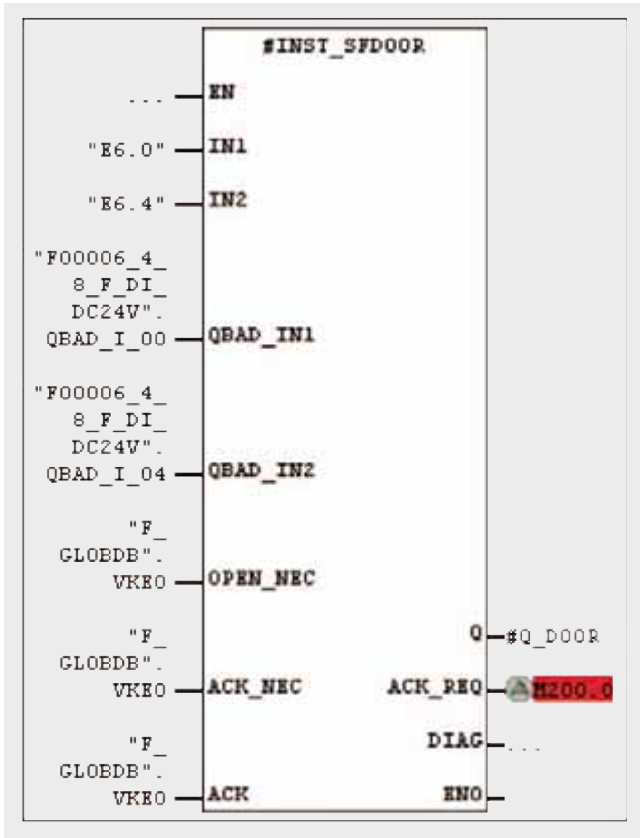 #INST_SFDOOR
... EN
"E6.0" IN1
"E6.4" IN2
"F00006_4_
8_F_DI_
DC24V".
QBAD_I_00 QBAD_IN1
"F00006_4_
8_F_DI_
DC24V".
QBAD_I_04 QBAD_IN2
"F_
GLOBDB".
VKE0 OPEN_NEC
"F_ Q #Q_DOOR
GLOBDB".
VKE0 ACK_NEC ACK_REQ M200.0
"F_ DIAG ...
GLOBDB".
VKE0 ACK ENO